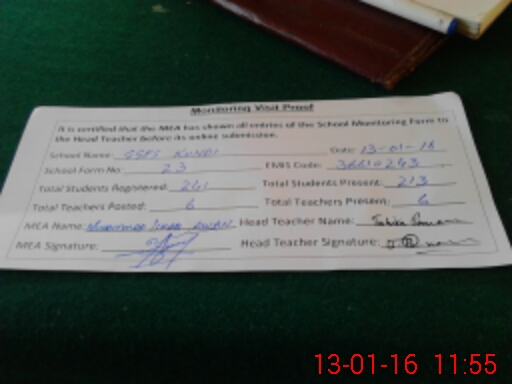 Monitoring Visit Proof
It is certified that the MEA has shown all entries of the School Monitoring Form to
the Head Teacher before its online submission.
School Name: GGPS KUNDI Date: 13-01-16
School Form No: 23 EMIS Code: 38610243
Total Students Registered: 261 Total Students Present: 213
Total Teachers Posted: 6 Total Teachers Present: 6
MEA Name: AWAN Head Teacher Name:
MEA Signature: Head Teacher Signature:
13-01-16 11:55